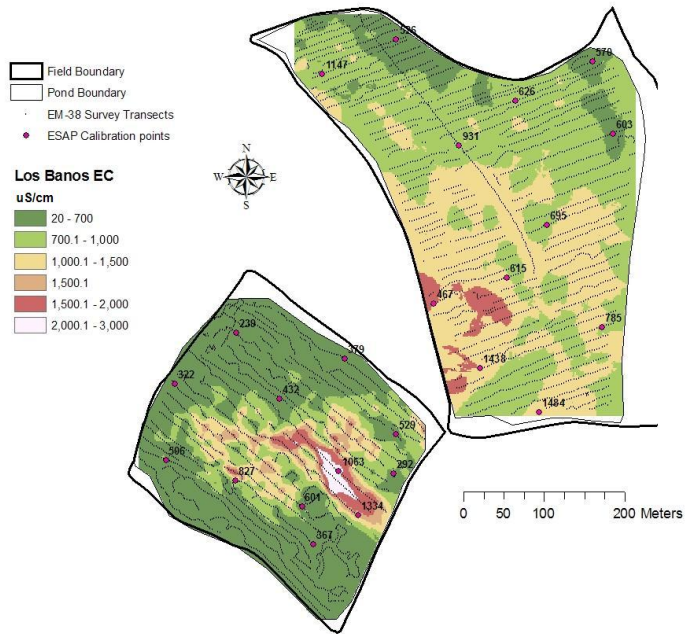 Field Boundary
Pond Boundary
EM-38 Survey Transects
ESAP Calibration points
N
W E
S
Los Banos EC
uS/cm
20 - 700
700.1 - 1,000
1,000.1 - 1,500
1,500.1
1,500.1 - 2,000
2,000.1 - 3,000
526
570
1147
626
603
931
695
615
467
785
1438
1484
238
379
322
432
529
506
1063
292
827
601
1334
367
0 50 100 200 Meters